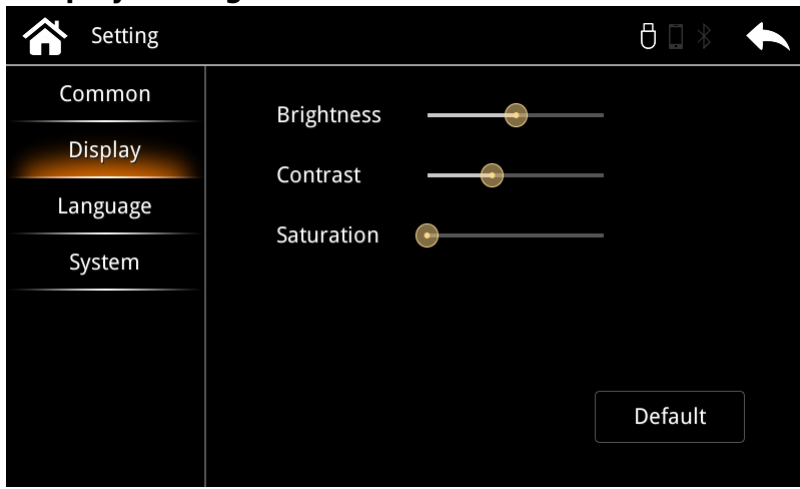 Setting
Common
Display
Language
System
Brightness
Contrast
Saturation
Default